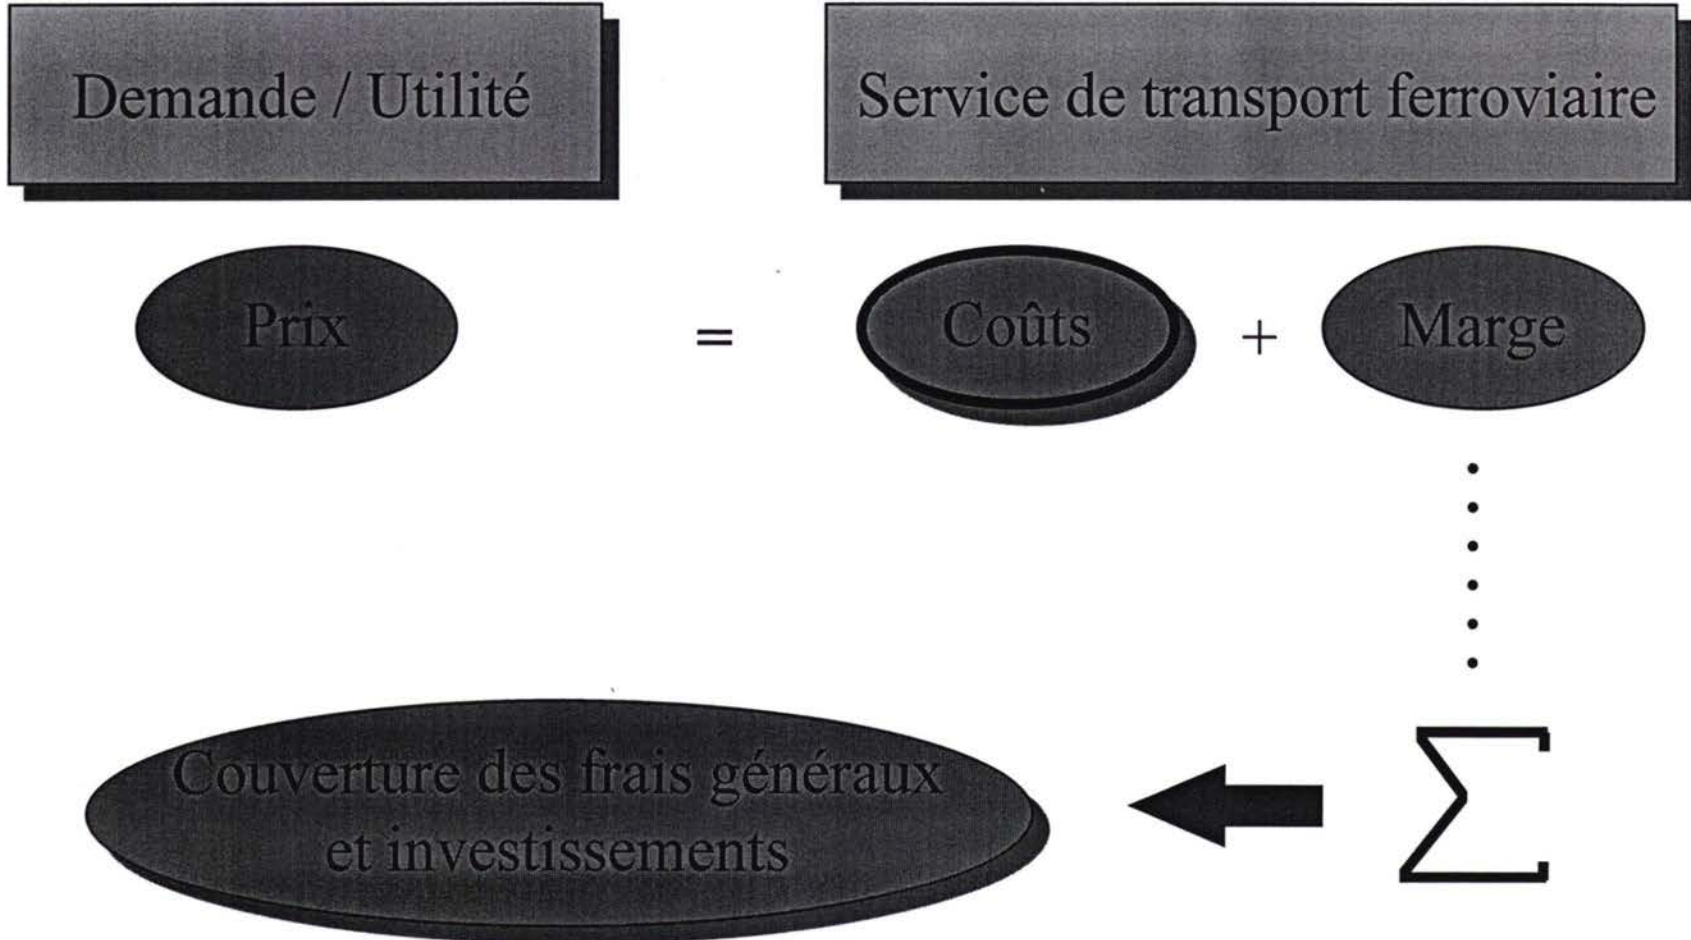 Demande / Utilité
Service de transport ferroviaire
Prix = Coûts + Marge
Couverture des frais généraux
et investissements
∑